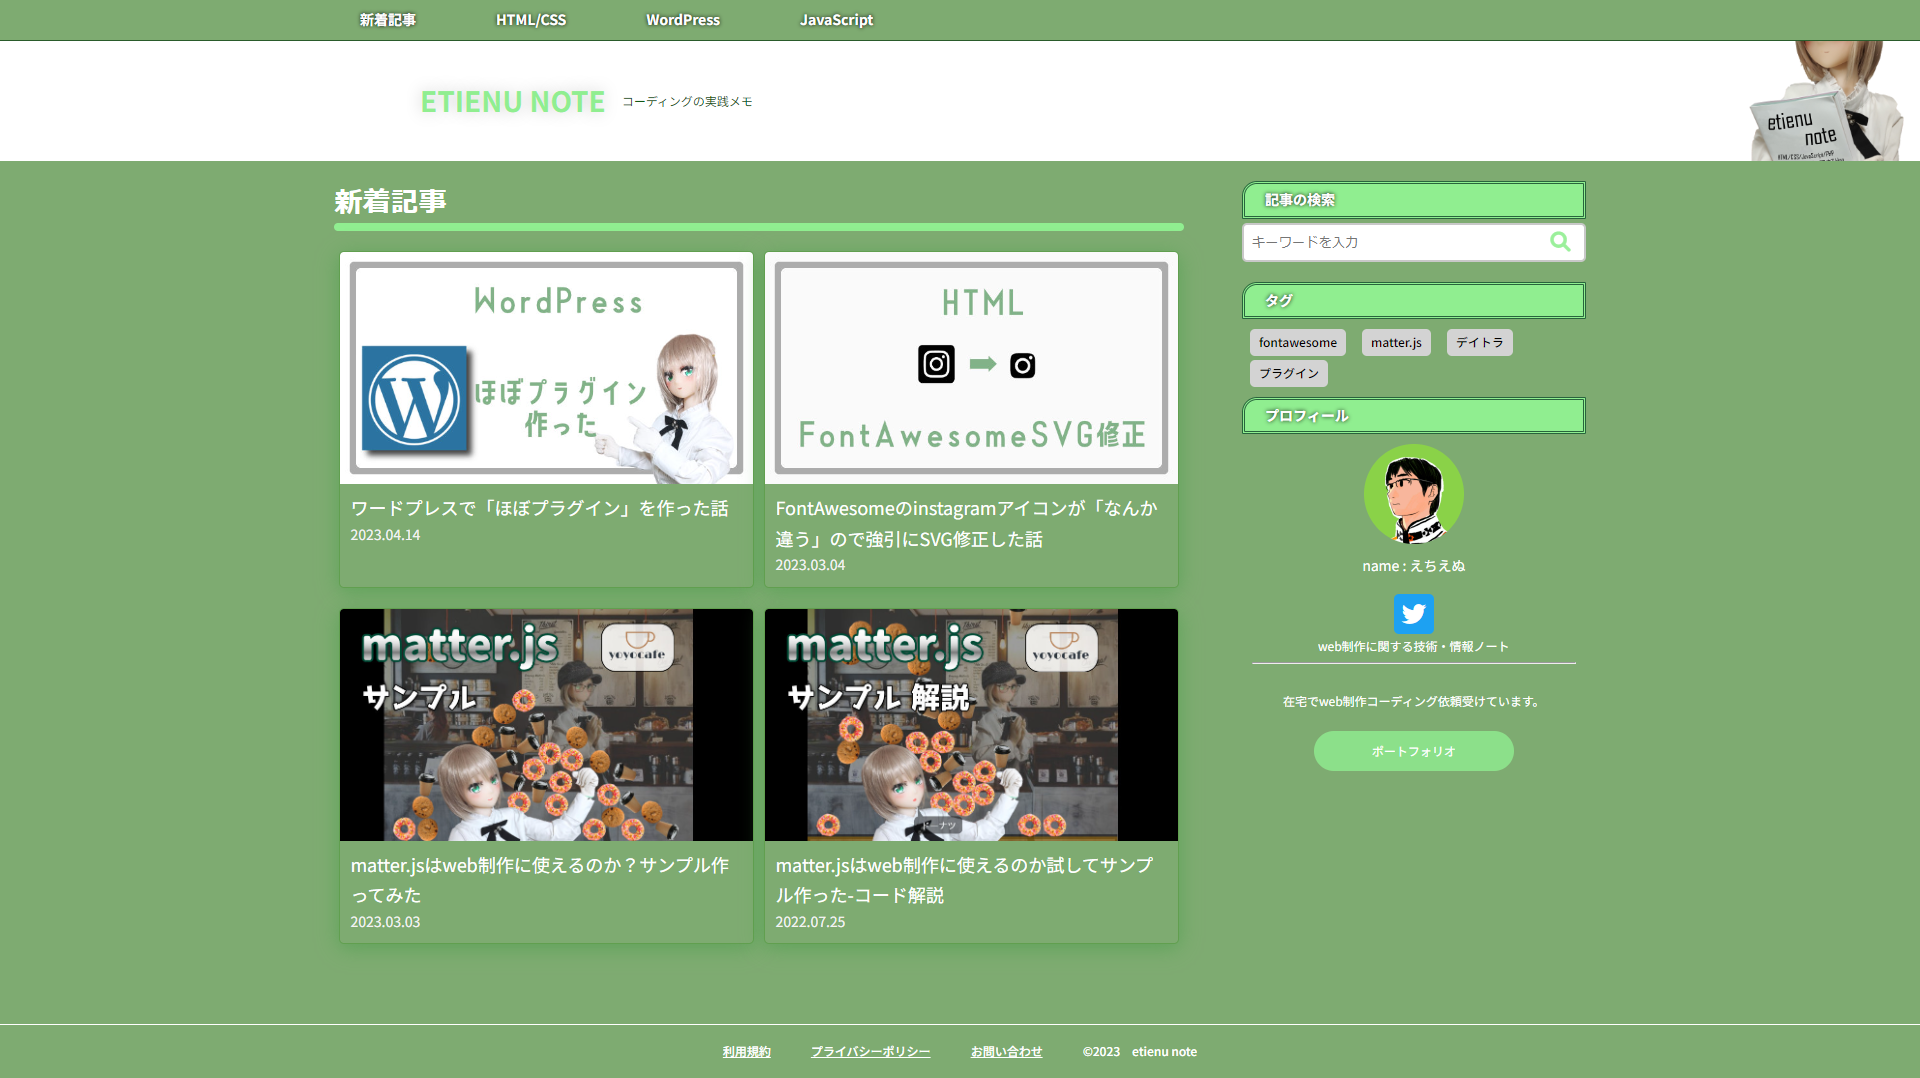 新着記事
HTML/CSS
WordPress
JavaScript
ETIENU NOTE
コーディングの実践メモ
etienu
note
HTML/CSS/JavaScript/PHP
新着記事
WordPress
ほぼプラグイン
作った
ワードプレスで「ほぼプラグイン」を作った話
2023.04.14
HTML
FontAwesomeSVG修正
FontAwesomeのinstagramアイコンが「なんか
違う」ので強引にSVG修正した話
2023.03.04
matter.js
yoyocafe
サンプル
matter.jsはweb制作に使えるのか？サンプル作
ってみた
2023.03.03
matter.js
yoyocafe
サンプル 解説
ドーナツ
matter.jsはweb制作に使えるのか試してサンプ
ル作った-コード解説
2022.07.25
記事の検索
キーワードを入力
タグ
fontawesome
matter.js
デイトラ
プラグイン
プロフィール
name : えちえぬ
web制作に関する技術・情報ノート
在宅でweb制作コーディング依頼受けています。
ポートフォリオ
利用規約
プライバシーポリシー
お問い合わせ
©2023　etienu note